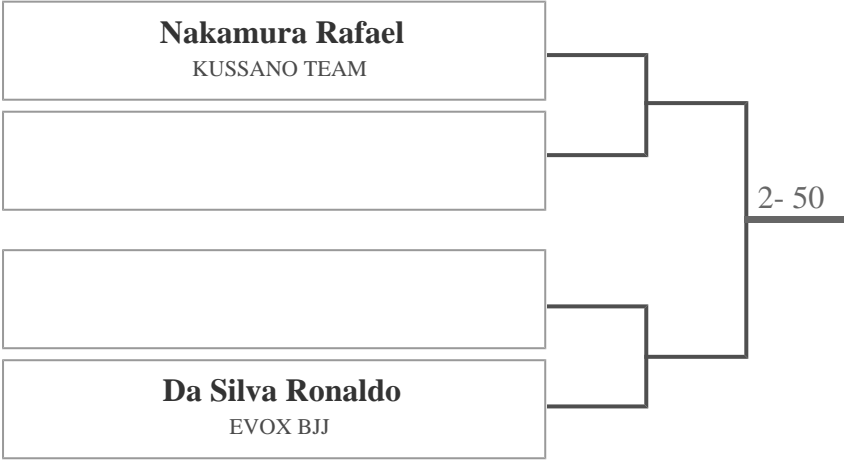 Nakamura Rafael
KUSSANO TEAM
2- 50
Da Silva Ronaldo
EVOX BJJ